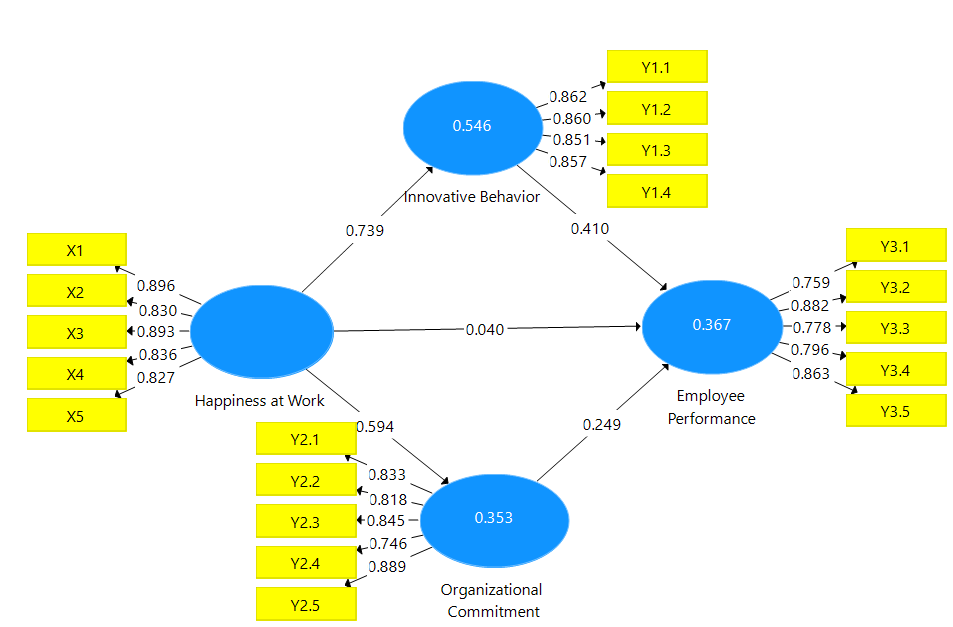 Y1.1
0.862
Y1.2
0.860
0.546
0.851
Y1.3
0.857
Y1.4
Innovative Behavior
0.739
0.410
X1
0.896
X2
0.830
X3
0.893
X4
0.836
0.827
X5
Happiness at Work
0.040
Y3.1
0.759
Y3.2
0.882
0.367
0.778
Y3.3
0.796
Y3.4
0.863
Y3.5
Employee
Performance
0.594
0.249
Y2.1
0.833
Y2.2
0.818
Y2.3
0.845
0.353
0.746
Y2.4
0.889
Y2.5
Organizational
Commitment